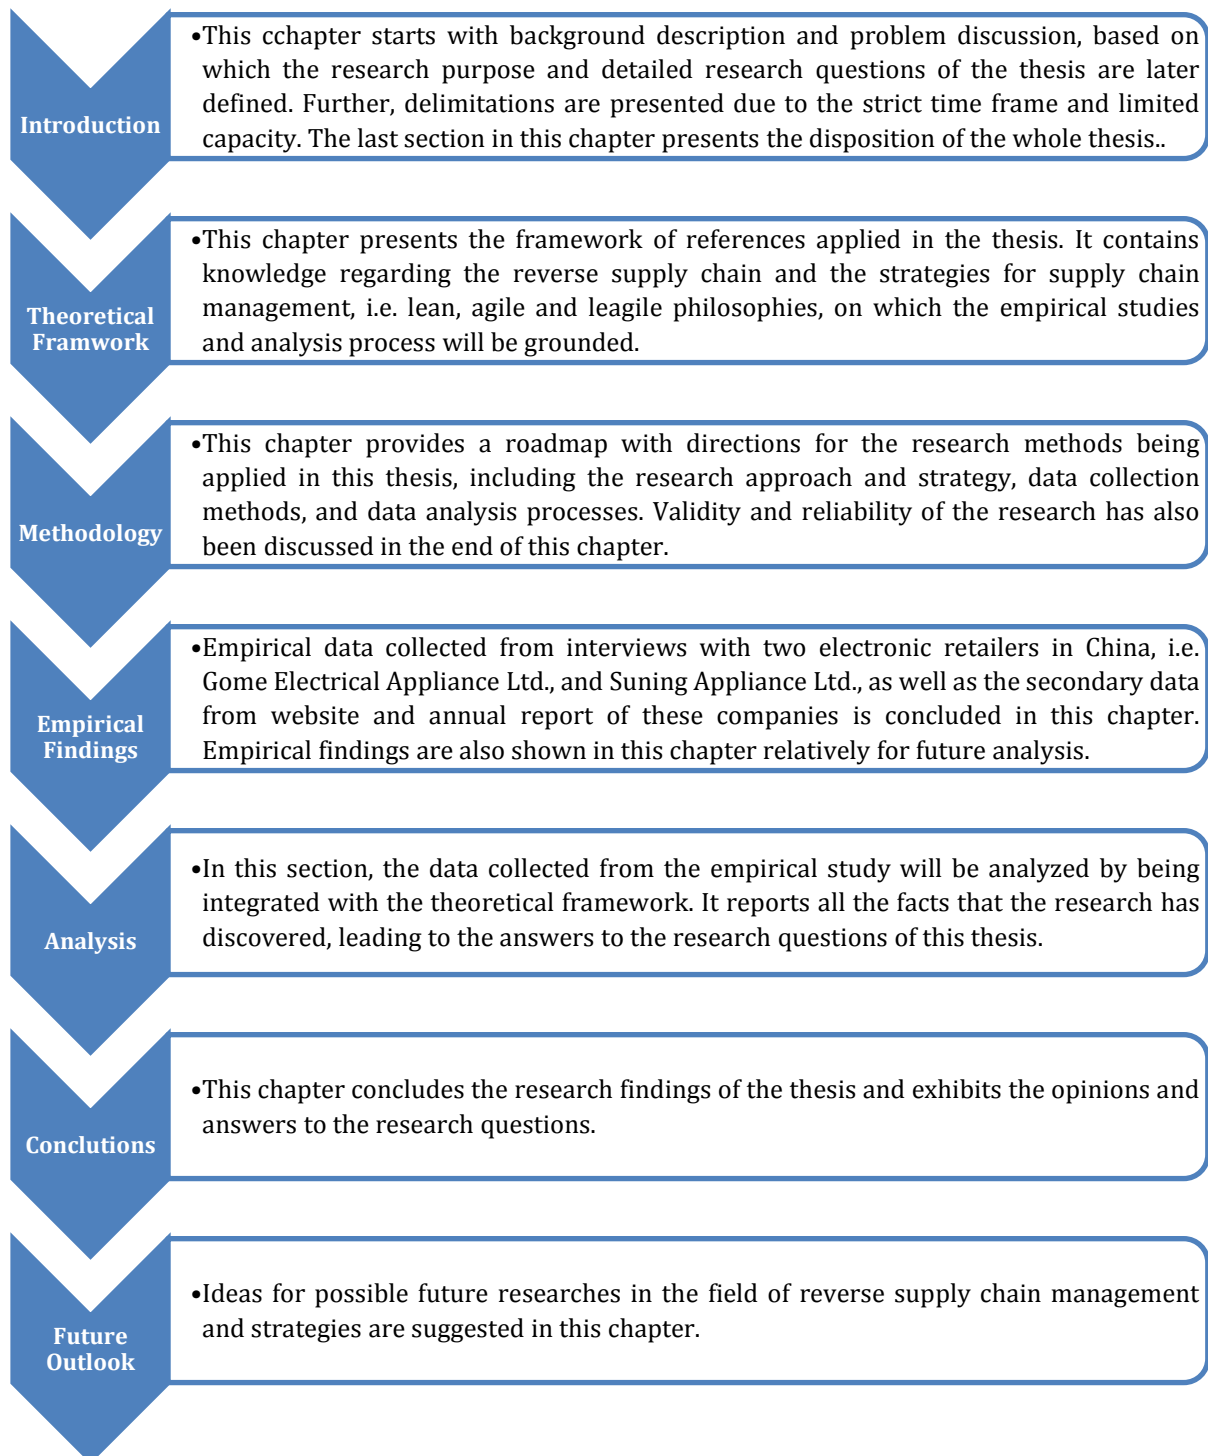 Introduction
•This cchapter starts with background description and problem discussion, based on
which the research purpose and detailed research questions of the thesis are later
defined. Further, delimitations are presented due to the strict time frame and limited
capacity. The last section in this chapter presents the disposition of the whole thesis..
Theoretical
Framwork
•This chapter presents the framework of references applied in the thesis. It contains
knowledge regarding the reverse supply chain and the strategies for supply chain
management, i.e. lean, agile and leagile philosophies, on which the empirical studies
and analysis process will be grounded.
Methodology
•This chapter provides a roadmap with directions for the research methods being
applied in this thesis, including the research approach and strategy, data collection
methods, and data analysis processes. Validity and reliability of the research has also
been discussed in the end of this chapter.
Empirical
Findings
•Empirical data collected from interviews with two electronic retailers in China, i.e.
Gome Electrical Appliance Ltd., and Suning Appliance Ltd., as well as the secondary data
from website and annual report of these companies is concluded in this chapter.
Empirical findings are also shown in this chapter relatively for future analysis.
Analysis
•In this section, the data collected from the empirical study will be analyzed by being
integrated with the theoretical framework. It reports all the facts that the research has
discovered, leading to the answers to the research questions of this thesis.
Conclutions
•This chapter concludes the research findings of the thesis and exhibits the opinions and
answers to the research questions.
Future
Outlook
•Ideas for possible future researches in the field of reverse supply chain management
and strategies are suggested in this chapter.